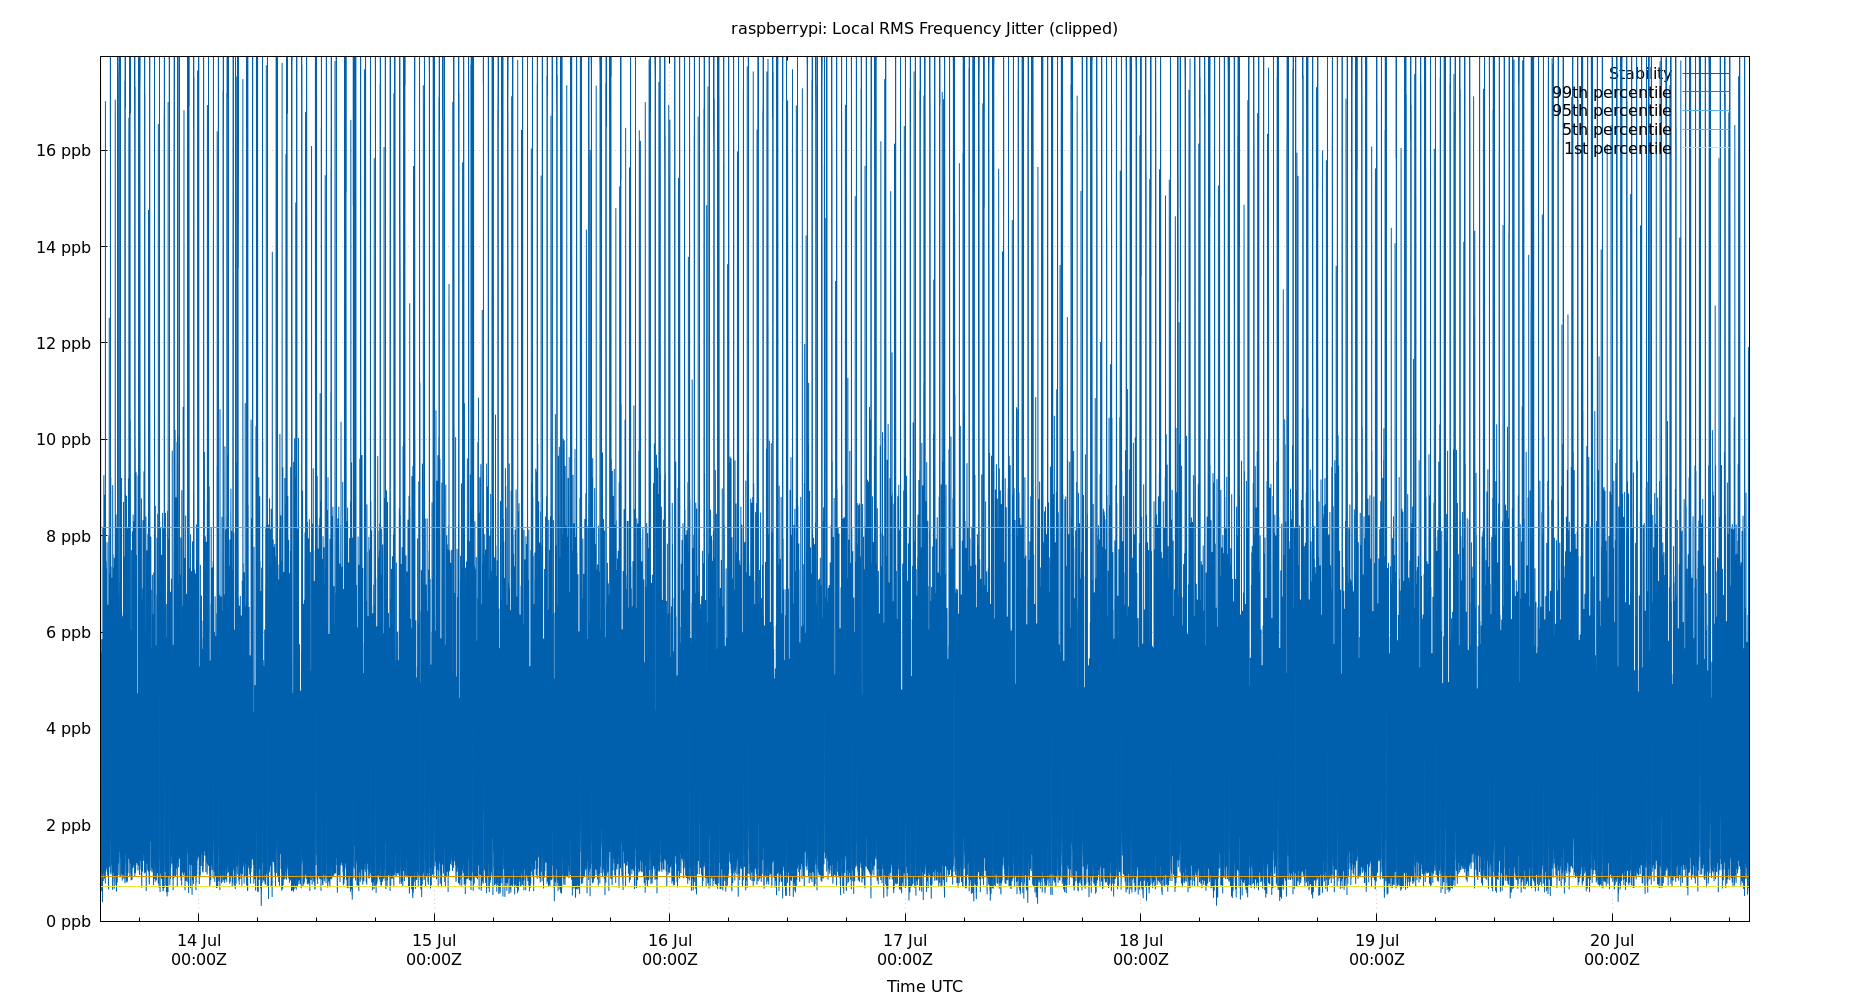 raspberrypi: Local RMS Frequency Jitter (clipped)
Stability
99th percentile
95th percentile
5th percentile
1st percentile
16 ppb
14 ppb
12 ppb
10 ppb
8 ppb
6 ppb
4 ppb
2 ppb
0 ppb
14 Jul 15 Jul 16 Jul 17 Jul 18 Jul 19 Jul 20 Jul
00:00Z 00:00Z 00:00Z 00:00Z 00:00Z 00:00Z 00:00Z
Time UTC